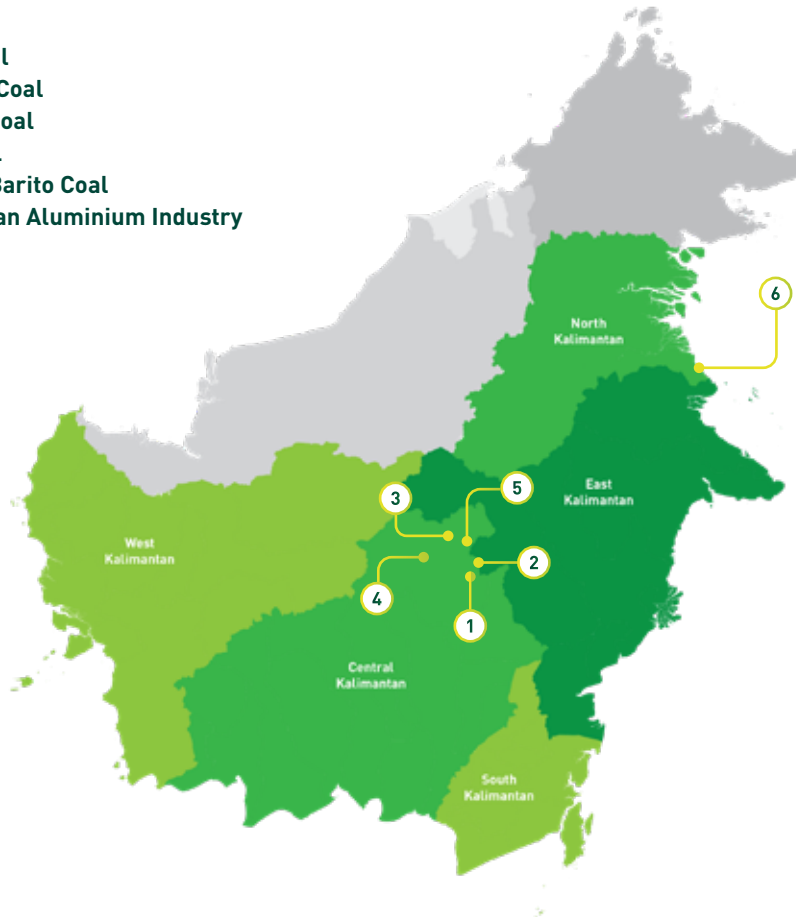 l
Coal
oal
Barito Coal
an Aluminium Industry
6
North
Kalimantan
East
Kalimantan
5
3
West
Kalimantan
2
4
1
Central
Kalimantan
South
Kalimantan